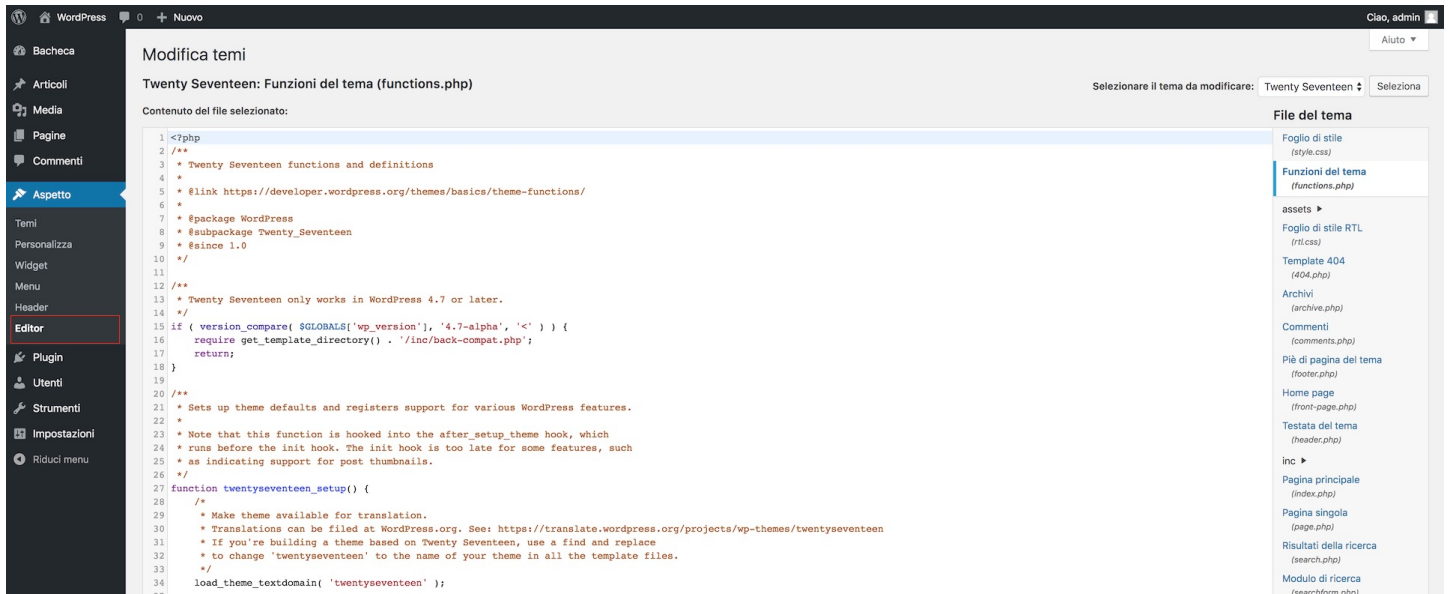 WordPress 0 + Nuovo Ciao, admin
Aiuto ▼
Bacheca
Articoli
Media
Pagine
Commenti
Aspetto
Temi
Personalizza
Widget
Menu
Header
Editor
Plugin
Utenti
Strumenti
Impostazioni
Riduci menu
Modifica temi
Twenty Seventeen: Funzioni del tema (functions.php)
Selezionare il tema da modificare: Twenty Seventeen Seleziona
Contenuto del file selezionato:
1 <?php
2 /**
3 * Twenty Seventeen functions and definitions
4 *
5 * @link https://developer.wordpress.org/themes/basics/theme-functions/
6 *
7 * @package WordPress
8 * @subpackage Twenty_Seventeen
9 * @since 1.0
10 */
11
12 /**
13 * Twenty Seventeen only works in WordPress 4.7 or later.
14 */
15 if ( version_compare( $GLOBALS['wp_version'], '4.7-alpha', '<' ) ) {
16 require get_template_directory() . '/inc/back-compat.php';
17 return;
18 }
19
20 /**
21 * Sets up theme defaults and registers support for various WordPress features.
22 *
23 * Note that this function is hooked into the after_setup_theme hook, which
24 * runs before the init hook. The init hook is too late for some features, such
25 * as indicating support for post thumbnails.
26 */
27 function twentyseventeen_setup() {
28 /*
29 * Make theme available for translation.
30 * Translations can be filed at WordPress.org. See: https://translate.wordpress.org/projects/wp-themes/twentyseventeen
31 * If you're building a theme based on Twenty Seventeen, use a find and replace
32 * to change 'twentyseventeen' to the name of your theme in all the template files.
33 */
34 load_theme_textdomain( 'twentyseventeen' );
File del tema
Foglio di stile
(style.css)
Funzioni del tema
(functions.php)
assets ▶
Foglio di stile RTL
(rtl.css)
Template 404
(404.php)
Archivi
(archive.php)
Commenti
(comments.php)
Piè di pagina del tema
(footer.php)
Home page
(front-page.php)
Testata del tema
(header.php)
inc ▶
Pagina principale
(index.php)
Pagina singola
(page.php)
Risultati della ricerca
(search.php)
Modulo di ricerca
(searchform.php)